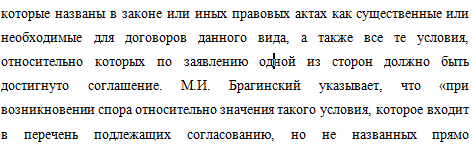 которые названы в законе или иных правовых актах как существенные или
необходимые для договоров данного вида, а также все те условия,
относительно которых по заявлению одной из сторон должно быть
достигнуто соглашение. М.И. Брагинский указывает, что «при
возникновении спора относительно значения такого условия, которое входит
в перечень подлежащих согласованию, но не названных прямо